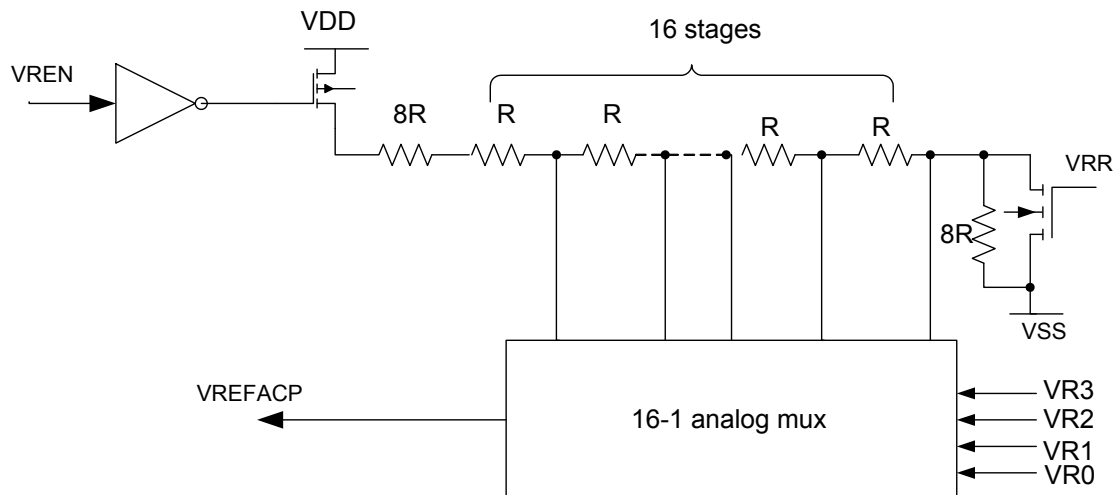 16 stages
VDD
VREN
8R
R
R
R
R
VRR
8R
VSS
VREFACP
16-1 analog mux
VR3
VR2
VR1
VR0